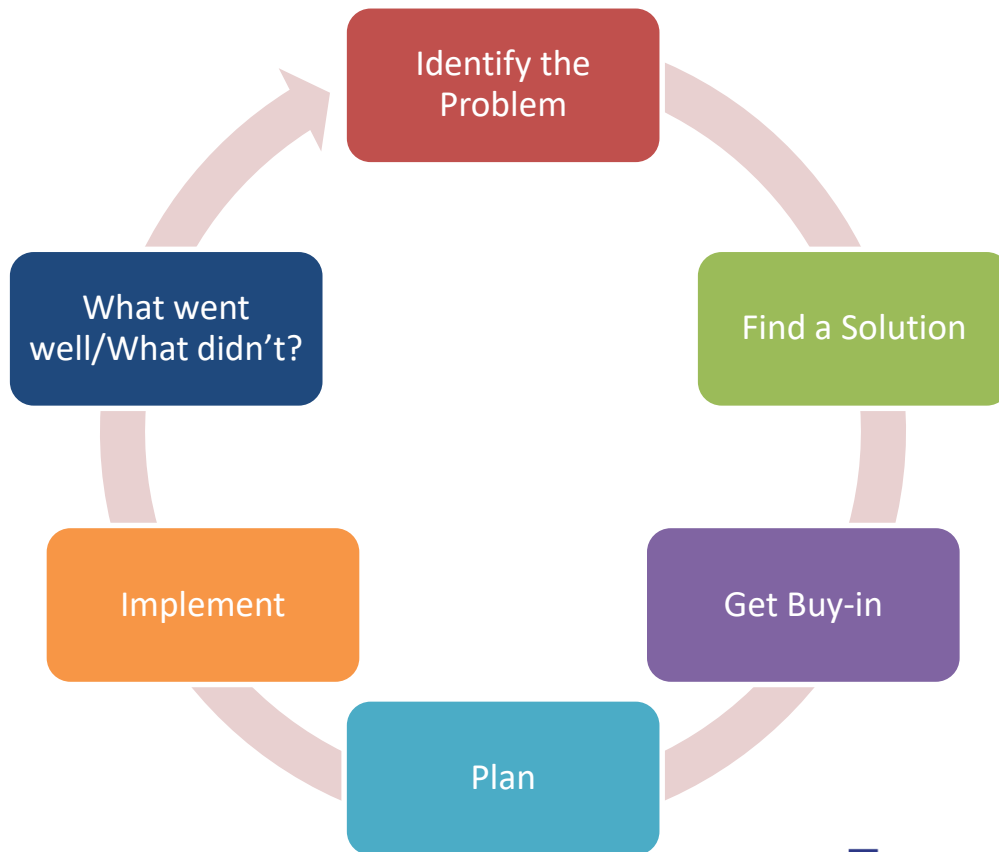 Identify the
Problem
Find a Solution
Get Buy-in
Plan
Implement
What went
well/What didn’t?